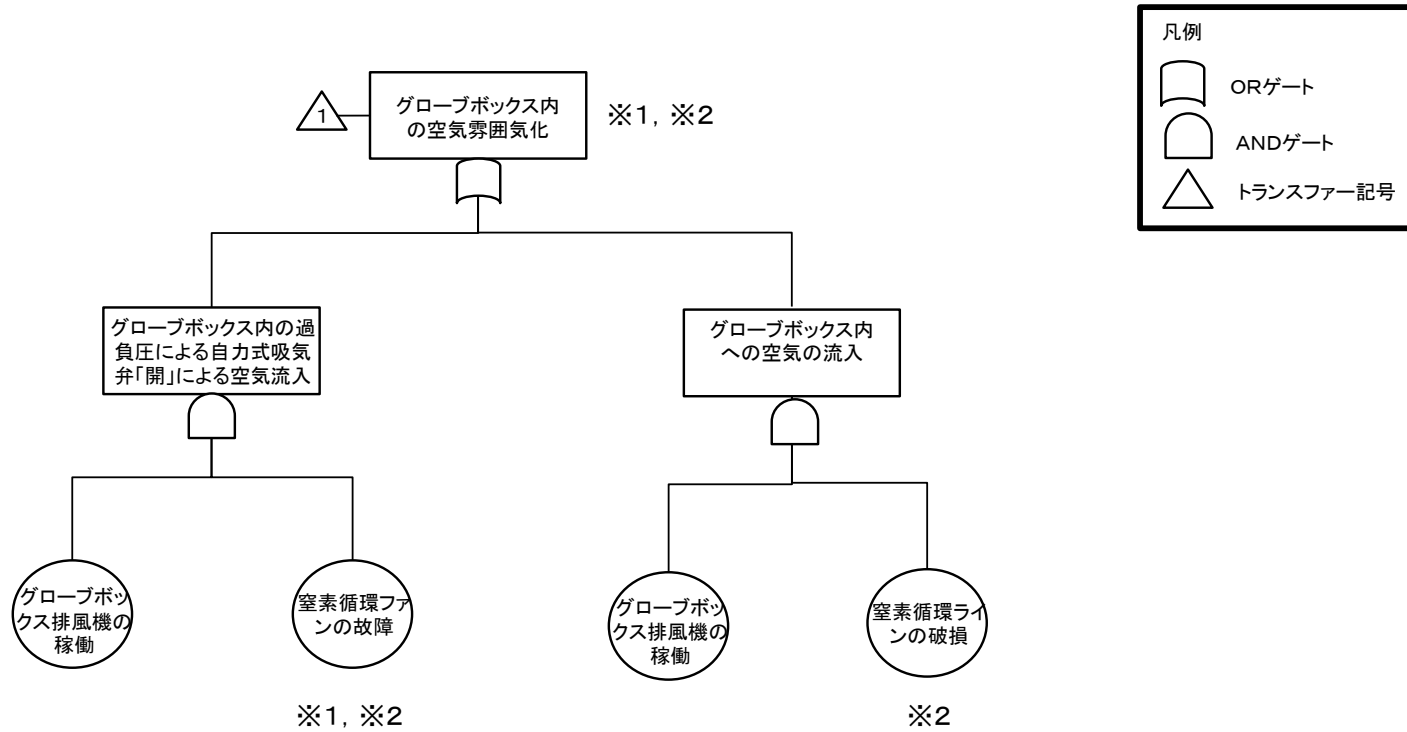 凡例
ORゲート
ANDゲート
トランスファー記号
1
グローブボックス内
の空気雰囲気化
※1，※2
グローブボックス内の過
負圧による自力式吸気
弁「開」による空気流入
グローブボックス内
への空気の流入
グローブボッ
クス排風機の
稼働
窒素循環ファ
ンの故障
グローブボッ
クス排風機の
稼働
窒素循環ライ
ンの破損
※1，※2
※2